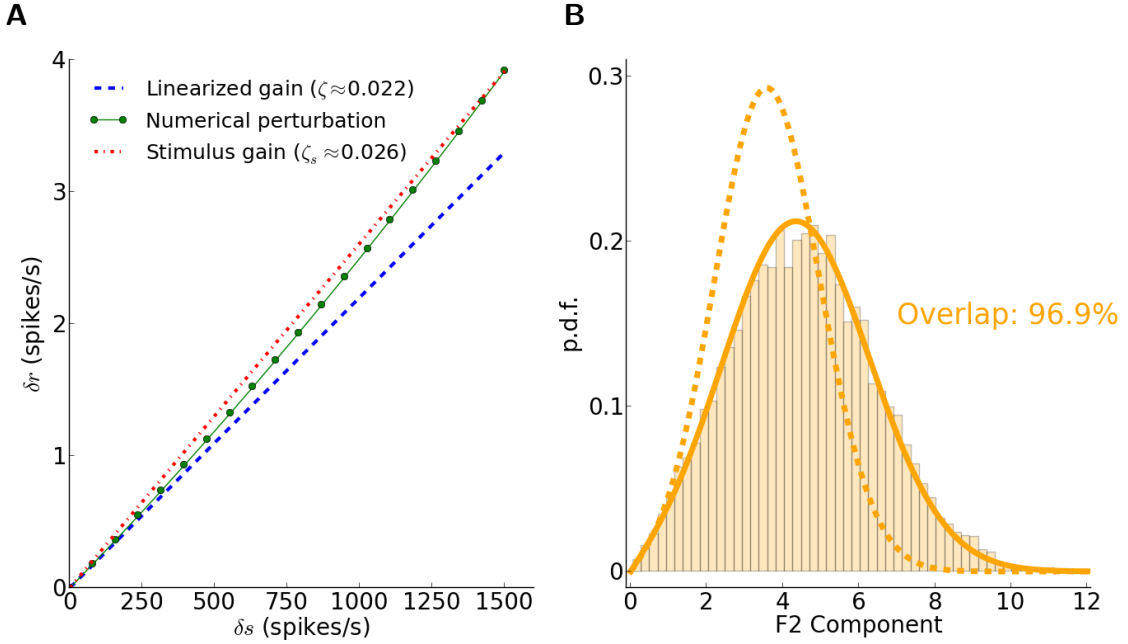 A
B
4
3
2
1
0
δr (spikes/s)
Linearized gain (ζ≈0.022)
Numerical perturbation
Stimulus gain (ζₛ≈0.026)
0
250
500
750
1000
1250
1500
δs (spikes/s)
0.3
0.2
0.1
0
p.d.f.
Overlap: 96.9%
0
2
4
6
8
10
12
F2 Component